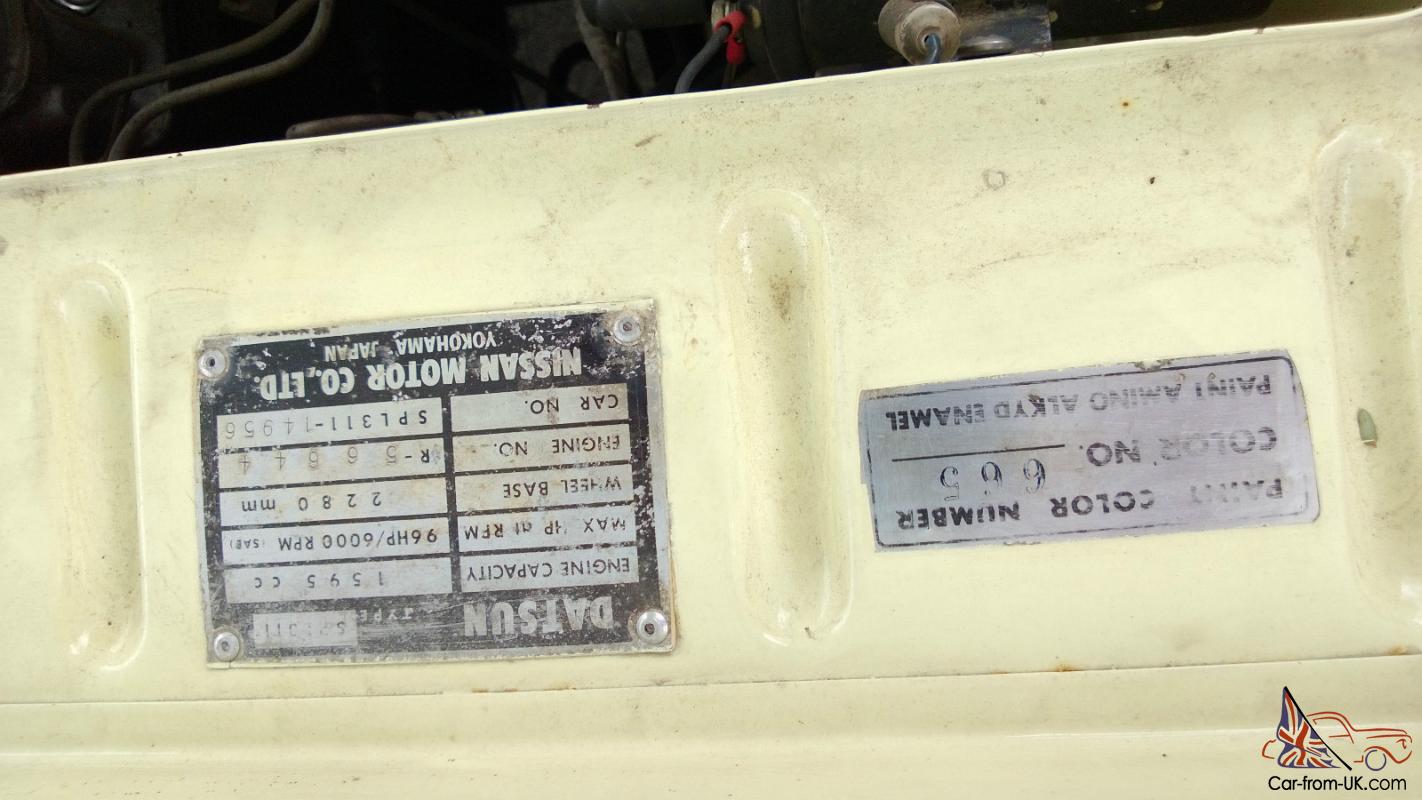 DATSUN TYPE SPL311
ENGINE CAPACITY 1595 CC
MAX. HP at RPM 96HP/6000 RPM (SAE)
WHEEL BASE 2280 mm
ENGINE NO.
CAR NO. SPL311-14956
NISSAN MOTOR CO., LTD.
YOKOHAMA JAPAN
PAINT COLOR NUMBER
COLOR NO. 665
PAINT AMINO ALKYD ENAMEL
Car-from-UK.com